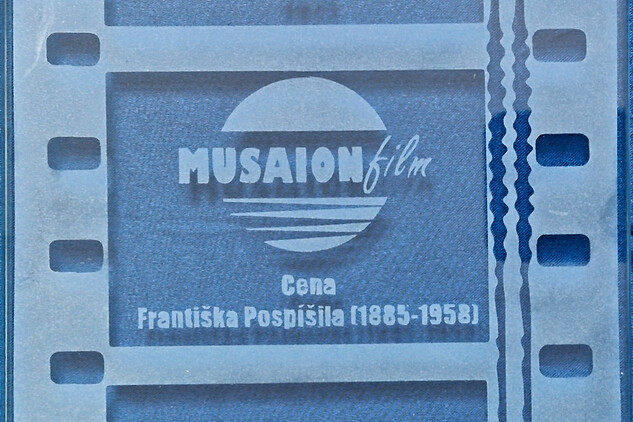 MUSAION film
Cena
Františka Pospíšila (1885-1958)